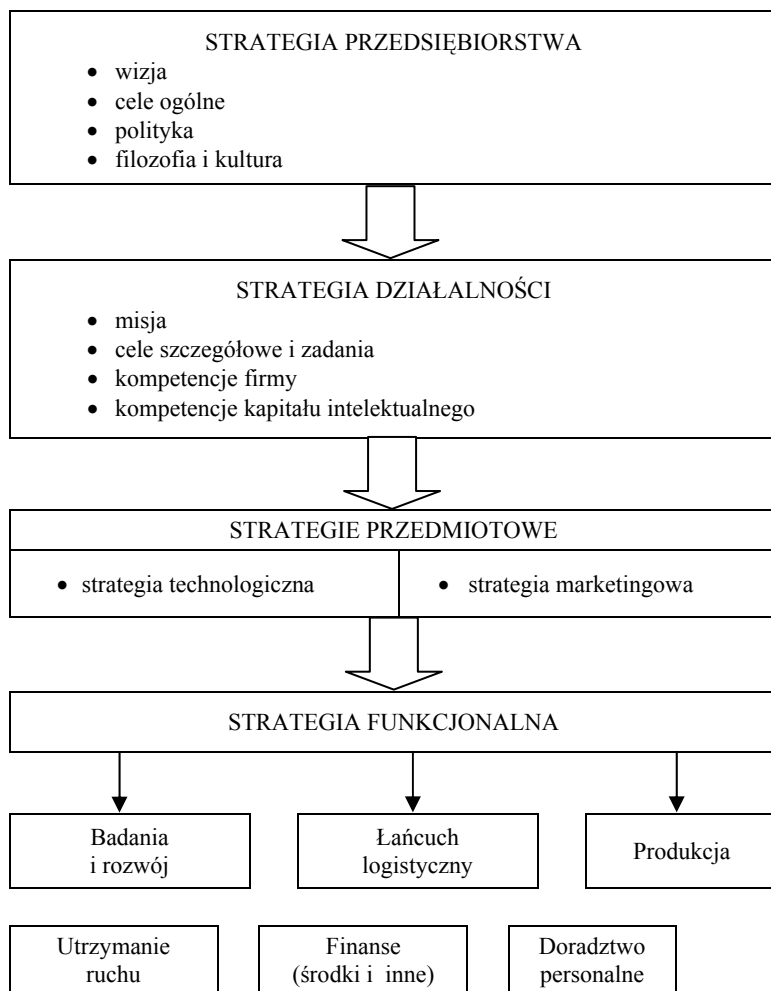 STRATEGIA PRZEDSIĘBIORSTWA
• wizja
• cele ogólne
• polityka
• filozofia i kultura
STRATEGIA DZIAŁALNOŚCI
• misja
• cele szczegółowe i zadania
• kompetencje firmy
• kompetencje kapitału intelektualnego
STRATEGIE PRZEDMIOTOWE
• strategia technologiczna
• strategia marketingowa
STRATEGIA FUNKCJONALNA
Badania
i rozwój
Łańcuch
logistyczny
Produkcja
Utrzymanie
ruchu
Finanse
(środki i inne)
Doradztwo
personalne